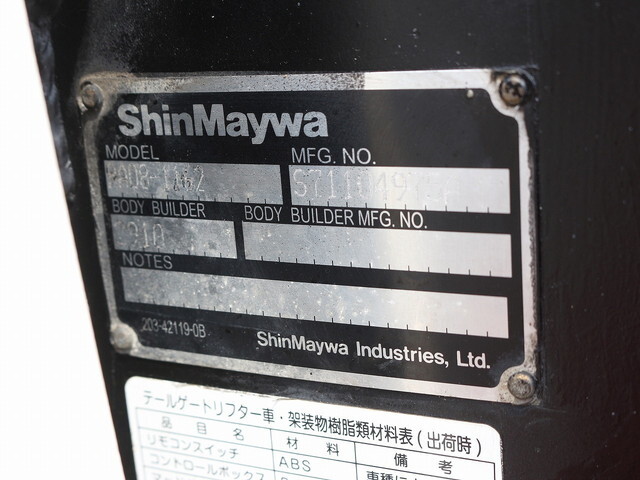 ShinMaywa
MODEL MFG. NO.
BODY BUILDER BODY BUILDER MFG. NO.
910
NOTES
203-42119-0B
ShinMaywa Industries, Ltd.
テールゲートリフター車・架装物樹脂類材料表(出荷時)
品目名 材料 備考
リモコンスイッチ ABS
コントロールボックス